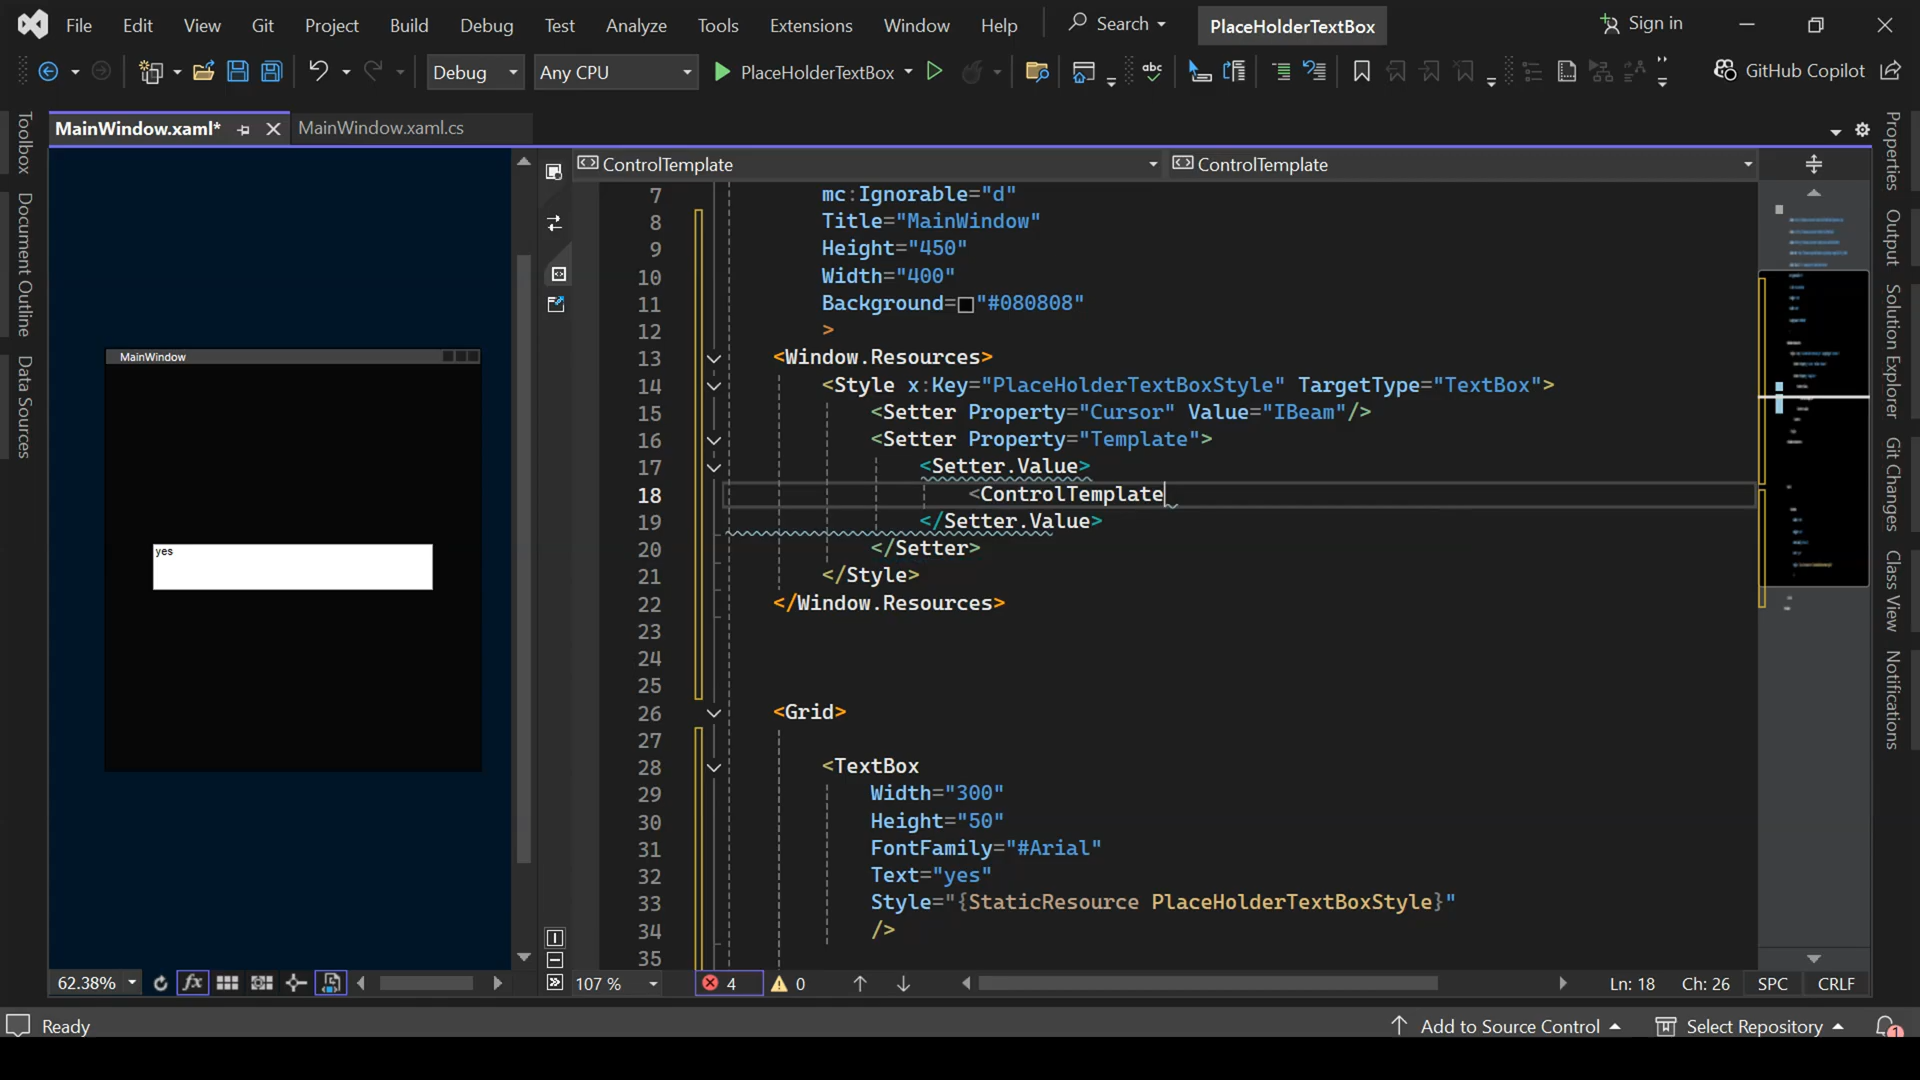 File Edit View Git Project Build Debug Test Analyze Tools Extensions Window Help Search PlaceHolderTextBox Sign in
Debug Any CPU PlaceHolderTextBox abc GitHub Copilot
MainWindow.xaml* MainWindow.xaml.cs
Toolbox
Document Outline
Data Sources
ControlTemplate ControlTemplate
7 mc:Ignorable="d"
8 Title="MainWindow"
9 Height="450"
10 Width="400"
11 Background="#080808"
12 >
13 <Window.Resources>
14 <Style x:Key="PlaceHolderTextBoxStyle" TargetType="TextBox">
15 <Setter Property="Cursor" Value="IBeam"/>
16 <Setter Property="Template">
17 <Setter.Value>
18 <ControlTemplate
19 </Setter.Value>
20 </Setter>
21 </Style>
22 </Window.Resources>
23
24
25
26 <Grid>
27
28 <TextBox
29 Width="300"
30 Height="50"
31 FontFamily="#Arial"
32 Text="yes"
33 Style="{StaticResource PlaceHolderTextBoxStyle}"
34 />
35
MainWindow
yes
Properties
Output
Solution Explorer
Git Changes
Class View
Notifications
62.38% fx 107 % 4 0 Ln: 18 Ch: 26 SPC CRLF
Ready Add to Source Control Select Repository 1